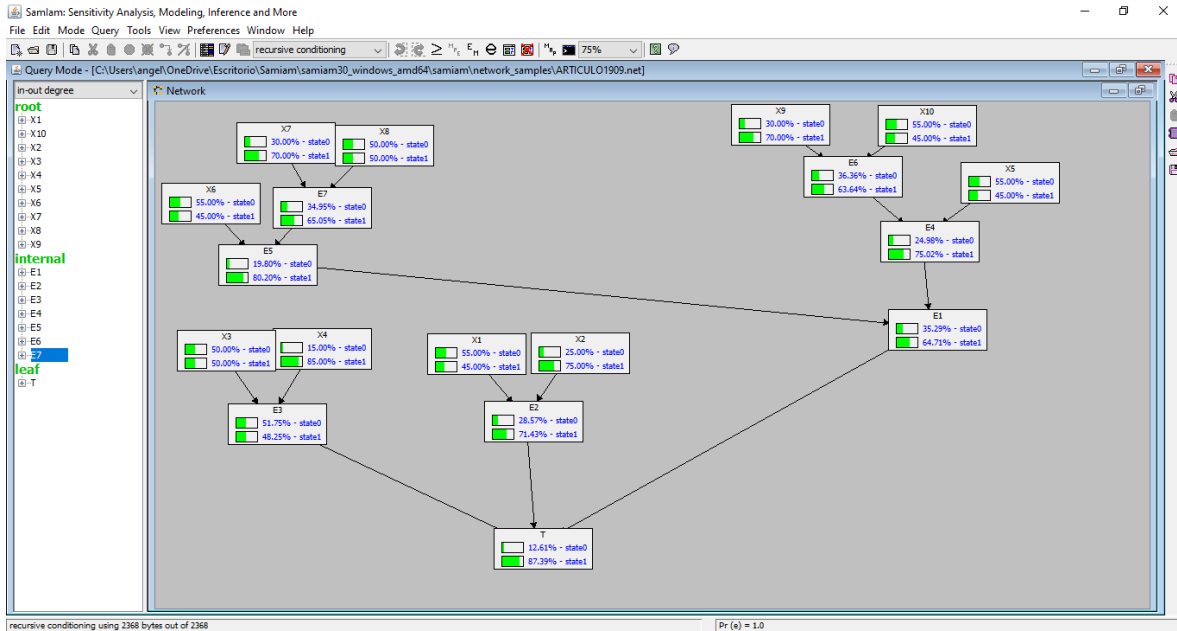 SamIam: Sensitivity Analysis, Modeling, Inference and More
File Edit Mode Query Tools View Preferences Window Help
recursive conditioning
75%
Query Mode - [C:\Users\angel\OneDrive\Escritorio\Samiam\samiam30_windows_amd64\samiam\network_samples\ARTICULO1909.net]
in-out degree
root
X1
X10
X2
X3
X4
X5
X6
X7
X8
X9
internal
E1
E2
E3
E4
E5
E6
E7
leaf
T
Network
X7
30.00% - state0
70.00% - state1
X8
50.00% - state0
50.00% - state1
X9
30.00% - state0
70.00% - state1
X10
55.00% - state0
45.00% - state1
X6
55.00% - state0
45.00% - state1
E7
34.95% - state0
65.05% - state1
E6
36.36% - state0
63.64% - state1
X5
55.00% - state0
45.00% - state1
E5
19.80% - state0
80.20% - state1
E4
24.98% - state0
75.02% - state1
X3
50.00% - state0
50.00% - state1
X4
15.00% - state0
85.00% - state1
X1
55.00% - state0
45.00% - state1
X2
25.00% - state0
75.00% - state1
E1
35.29% - state0
64.71% - state1
E3
51.75% - state0
48.25% - state1
E2
28.57% - state0
71.43% - state1
T
12.61% - state0
87.39% - state1
recursive conditioning using 2368 bytes out of 2368
Pr (e) = 1.0